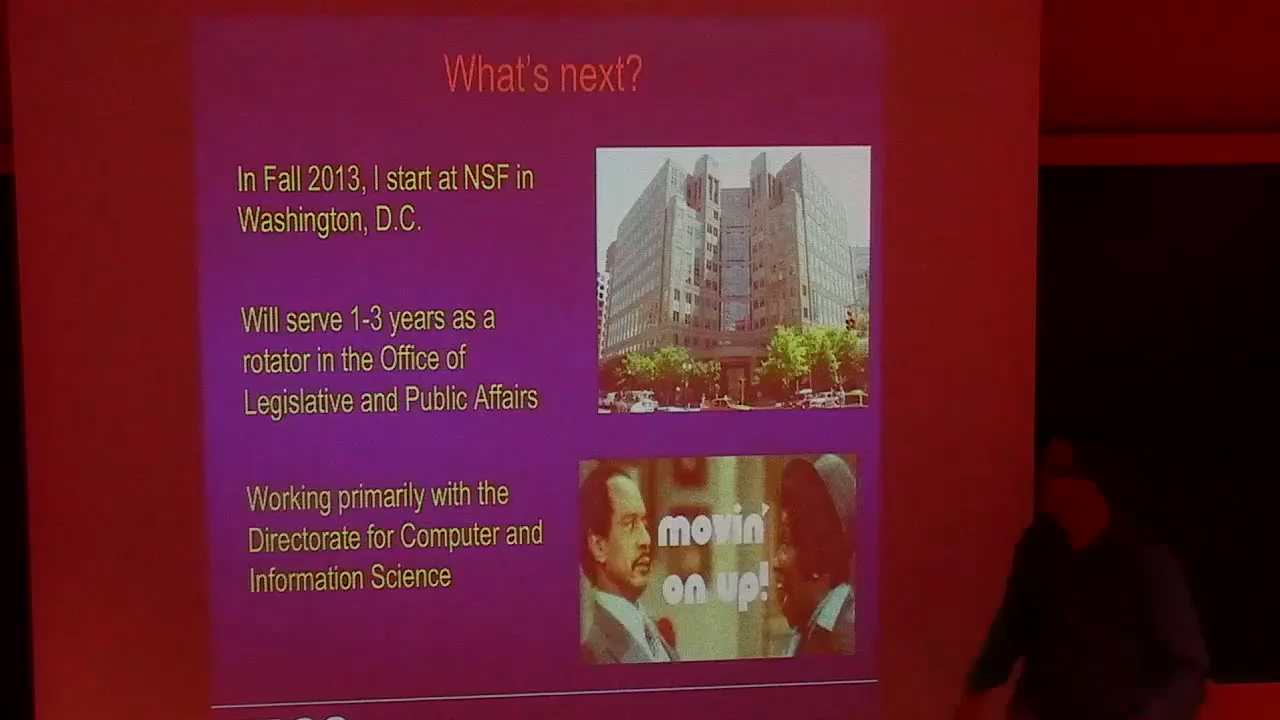 What's next?
In Fall 2013, I start at NSF in
Washington, D.C.
Will serve 1-3 years as a
rotator in the Office of
Legislative and Public Affairs
Working primarily with the
Directorate for Computer and
Information Science
movin'
on up!